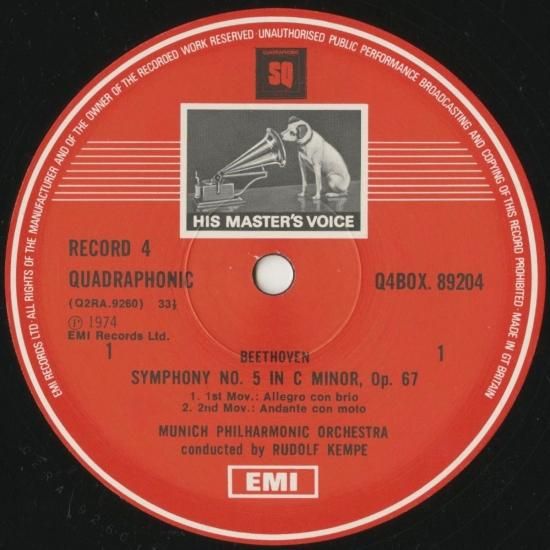 EMI RECORDS LTD · ALL RIGHTS OF THE MANUFACTURER AND OF THE OWNER OF THE RECORDED WORK RESERVED · UNAUTHORISED PUBLIC PERFORMANCE BROADCASTING AND COPYING OF THIS RECORD PROHIBITED · MADE IN GT BRITAIN
QUADRAPHONIC
SQ
HIS MASTER'S VOICE
RECORD 4
QUADRAPHONIC
Q4BOX. 89204
(Q2RA.9260) 33⅓
℗ 1974
EMI Records Ltd.
1
1
BEETHOVEN
SYMPHONY NO. 5 IN C MINOR, Op. 67
1. 1st Mov.: Allegro con brio
2. 2nd Mov.: Andante con moto
MUNICH PHILHARMONIC ORCHESTRA
conducted by RUDOLF KEMPE
EMI